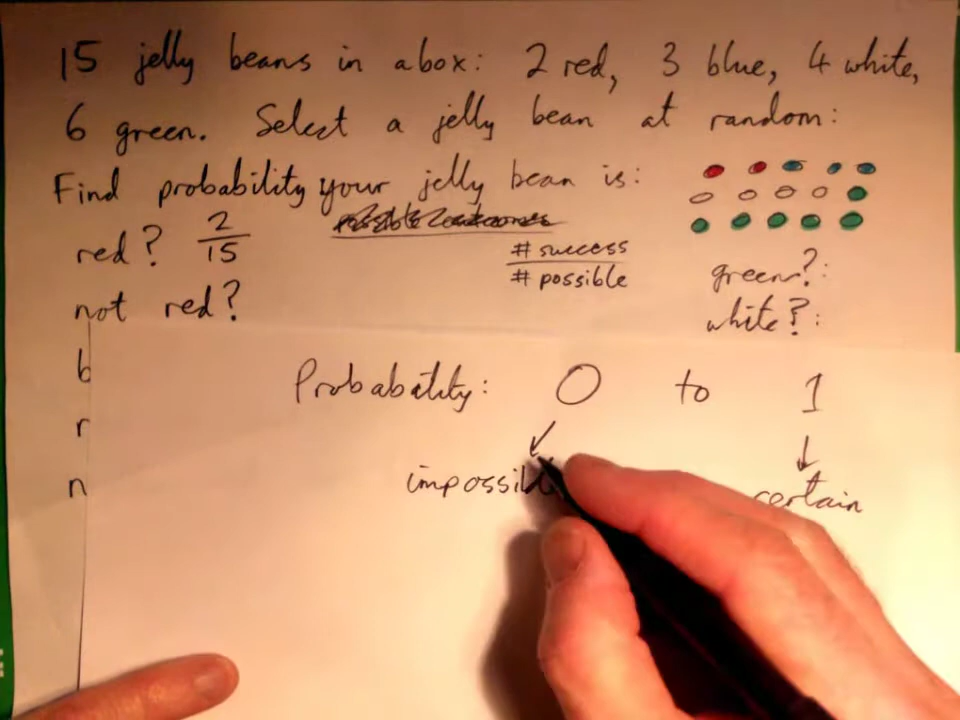 15 jelly beans in a box: 2 red, 3 blue, 4 white,
6 green. Select a jelly bean at random:
Find probability your jelly bean is:
red? 2/15
# success
# possible
green?:
not red?
white?:
b
r
n
Probability: 0 to 1
impossibl
certain